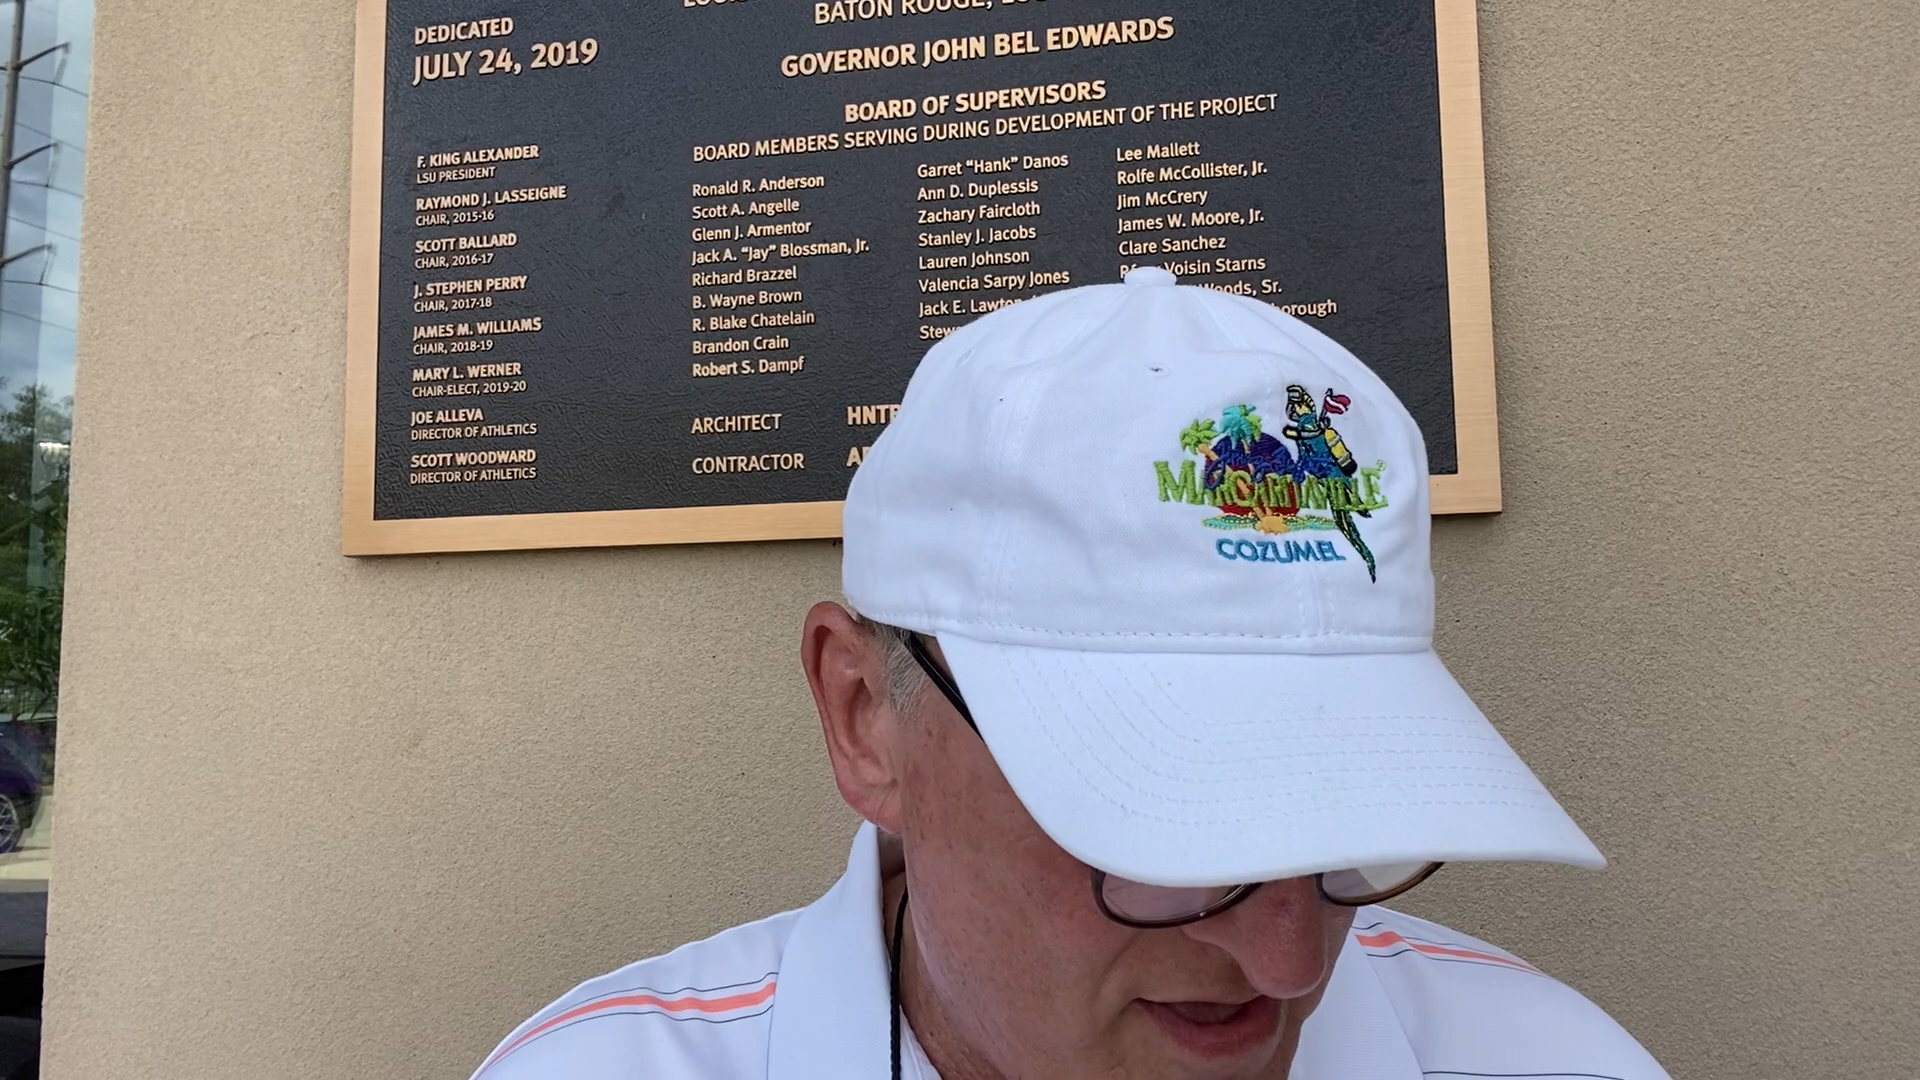 DEDICATED
JULY 24, 2019
BATON ROUGE,
GOVERNOR JOHN BEL EDWARDS
BOARD OF SUPERVISORS
BOARD MEMBERS SERVING DURING DEVELOPMENT OF THE PROJECT
F. KING ALEXANDER
LSU PRESIDENT
RAYMOND J. LASSEIGNE
CHAIR, 2015-16
SCOTT BALLARD
CHAIR, 2016-17
J. STEPHEN PERRY
CHAIR, 2017-18
JAMES M. WILLIAMS
CHAIR, 2018-19
MARY L. WERNER
CHAIR-ELECT, 2019-20
JOE ALLEVA
DIRECTOR OF ATHLETICS
SCOTT WOODWARD
DIRECTOR OF ATHLETICS
Ronald R. Anderson
Scott A. Angelle
Glenn J. Armentor
Jack A. “Jay” Blossman, Jr.
Richard Brazzel
B. Wayne Brown
R. Blake Chatelain
Brandon Crain
Robert S. Dampf
Garret “Hank” Danos
Ann D. Duplessis
Zachary Faircloth
Stanley J. Jacobs
Lauren Johnson
Valencia Sarpy Jones
Jack E.
Lee Mallett
Rolfe McCollister, Jr.
Jim McCrery
James W. Moore, Jr.
Clare Sanchez
Voisin Starns
Woods, Sr.
ARCHITECT HNTB
CONTRACTOR
MARGARITAVILLE
COZUMEL